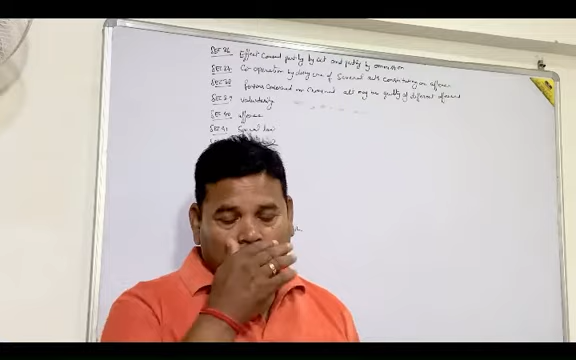 SEC 36 Effect caused partly by act and partly by ommission
SEC 37 Co-operation by doing one of Several acts Constituting an offence
SEC 38 Persons Concerned in Criminal act may be guilty of different offences
SEC 39 Voluntarily
SEC 40 offence
SEC 41 Special law